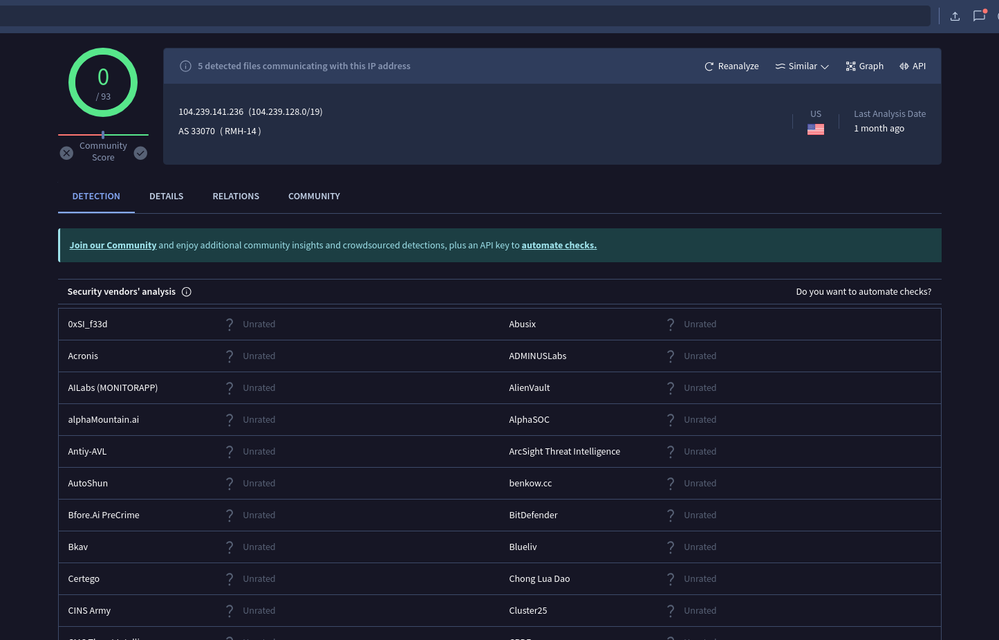 0
/ 93
Community
Score
5 detected files communicating with this IP address
Reanalyze
Similar
Graph
API
104.239.141.236 (104.239.128.0/19)
AS 33070 ( RMH-14 )
US
Last Analysis Date
1 month ago
DETECTION
DETAILS
RELATIONS
COMMUNITY
Join our Community and enjoy additional community insights and crowdsourced detections, plus an API key to automate checks.
Security vendors' analysis
Do you want to automate checks?
0xSI_f33d ? Unrated Abusix ? Unrated
Acronis ? Unrated ADMINUSLabs ? Unrated
AILabs (MONITORAPP) ? Unrated AlienVault ? Unrated
alphaMountain.ai ? Unrated AlphaSOC ? Unrated
Antiy-AVL ? Unrated ArcSight Threat Intelligence ? Unrated
AutoShun ? Unrated benkow.cc ? Unrated
Bfore.Ai PreCrime ? Unrated BitDefender ? Unrated
Bkav ? Unrated Blueliv ? Unrated
Certego ? Unrated Chong Lua Dao ? Unrated
CINS Army ? Unrated Cluster25 ? Unrated